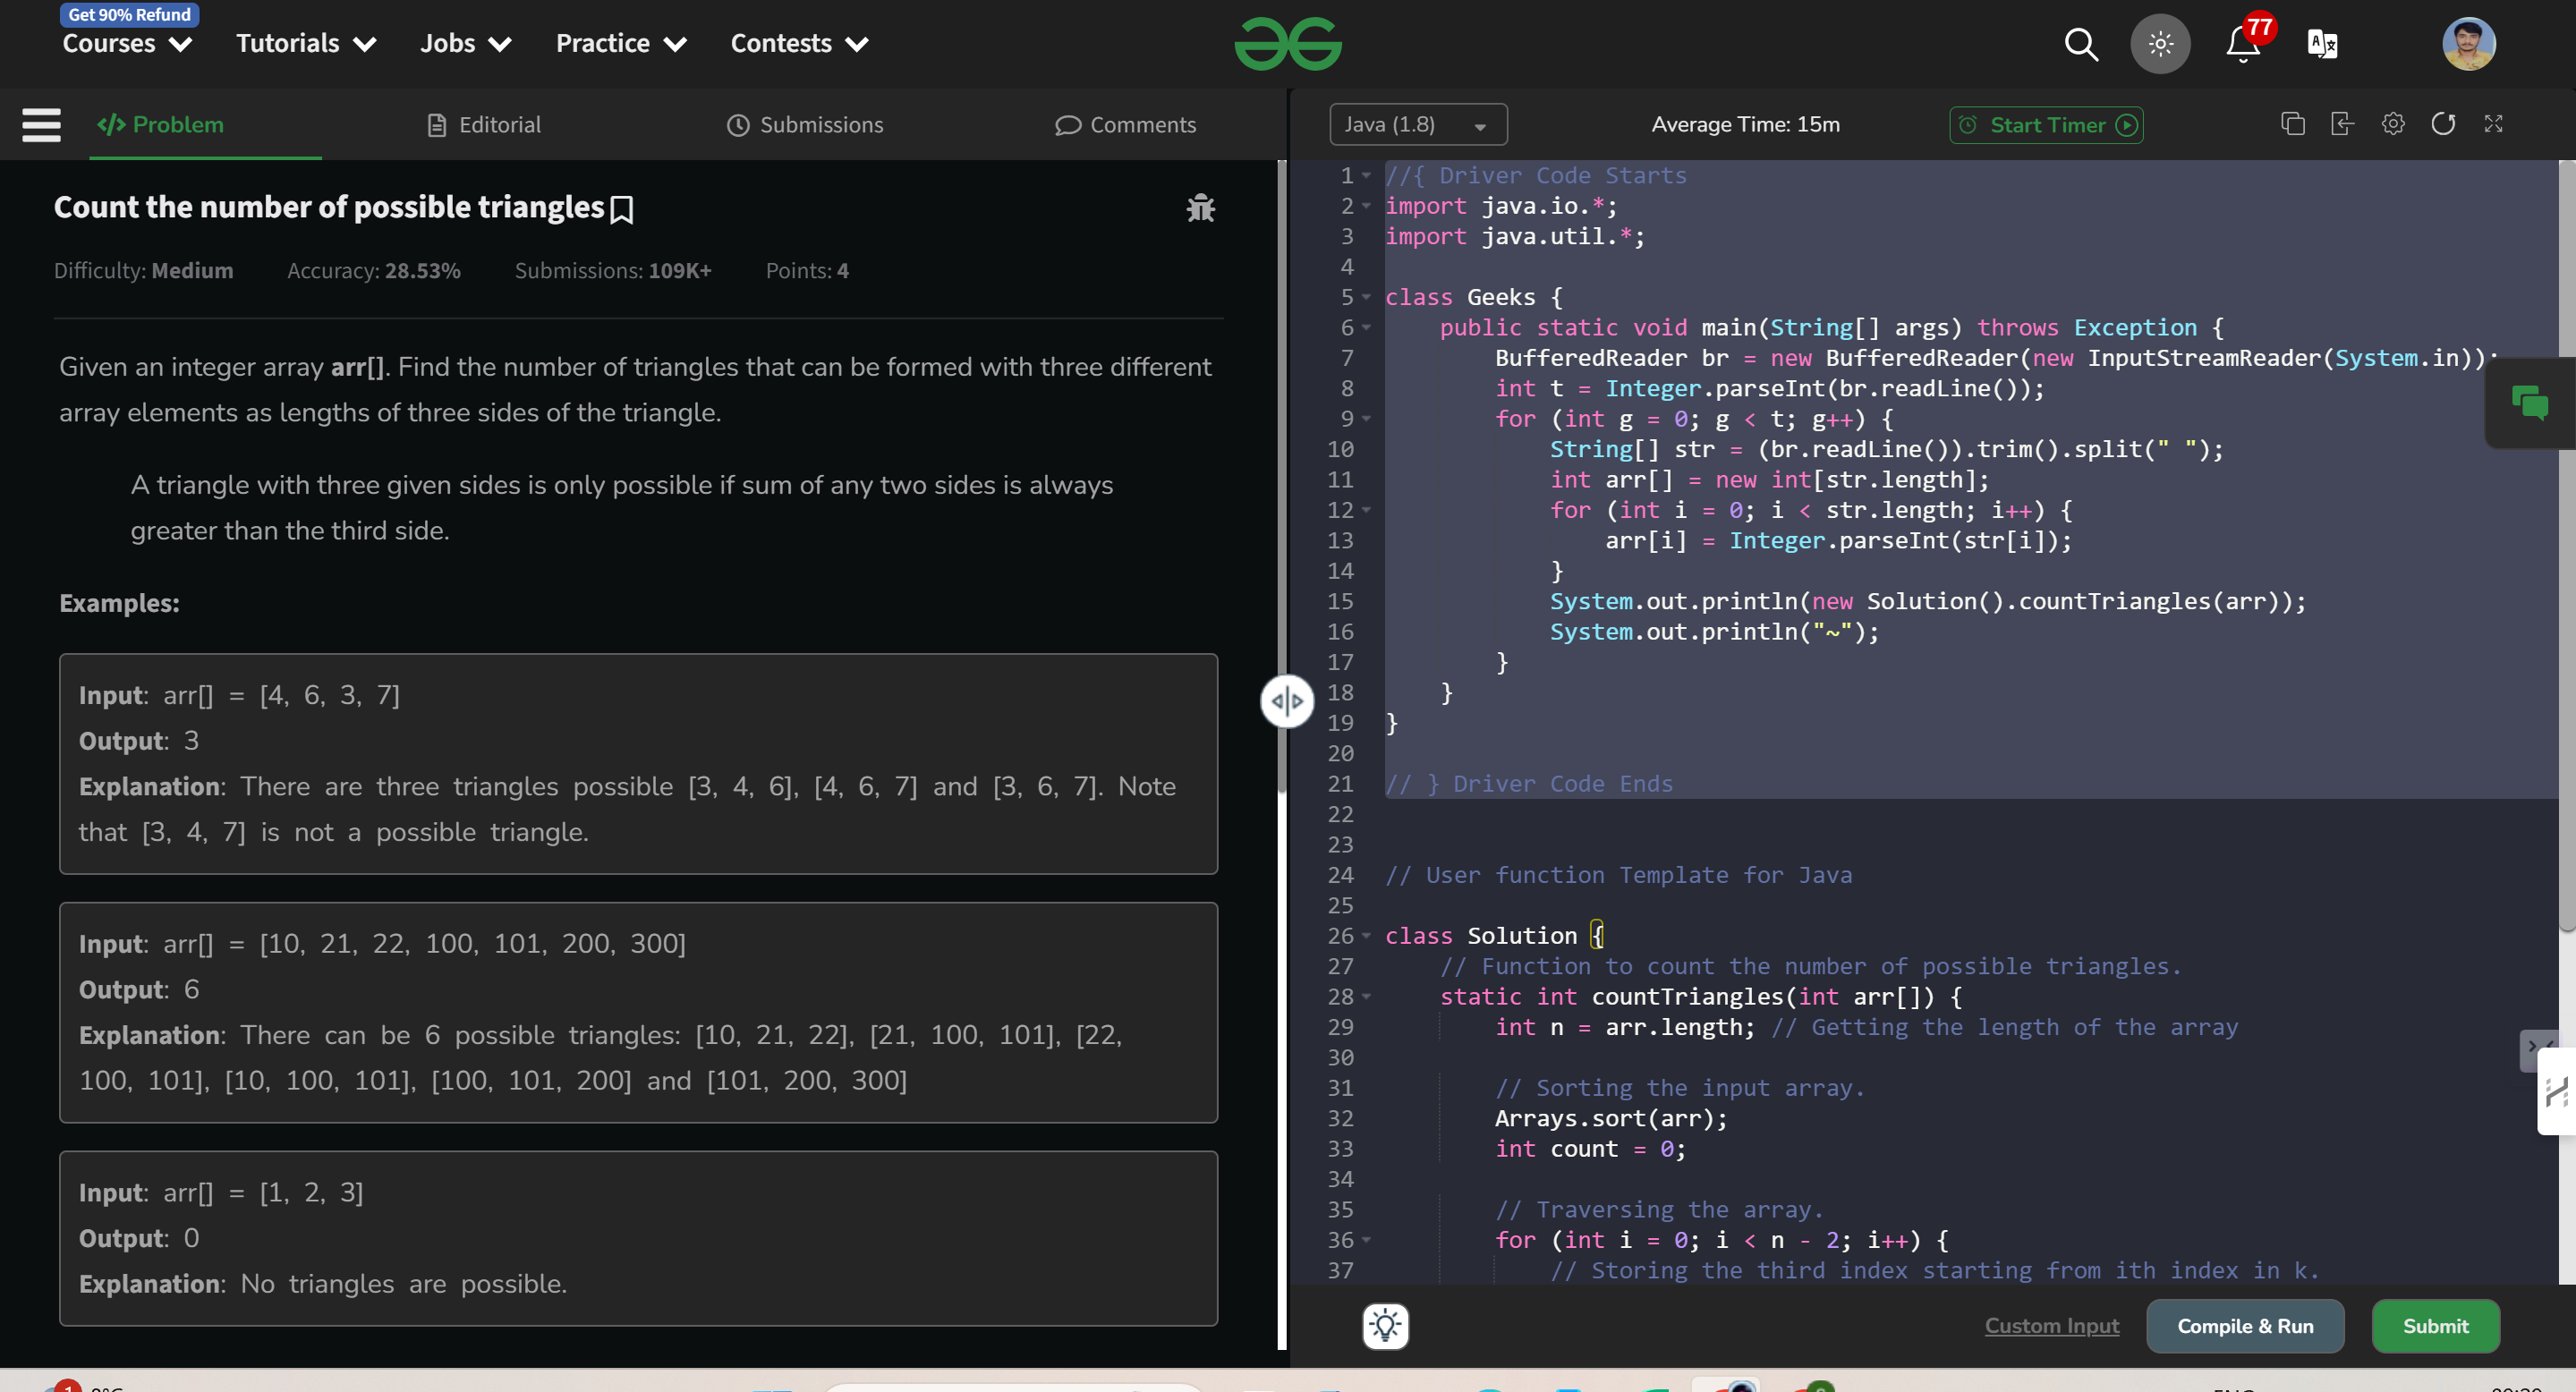 Get 90% Refund
Courses Tutorials Jobs Practice Contests
77
Problem Editorial Submissions Comments
Java (1.8) Average Time: 15m Start Timer
Count the number of possible triangles
Difficulty: Medium Accuracy: 28.53% Submissions: 109K+ Points: 4
Given an integer array arr[]. Find the number of triangles that can be formed with three different
array elements as lengths of three sides of the triangle.
A triangle with three given sides is only possible if sum of any two sides is always
greater than the third side.
Examples:
Input: arr[] = [4, 6, 3, 7]
Output: 3
Explanation: There are three triangles possible [3, 4, 6], [4, 6, 7] and [3, 6, 7]. Note
that [3, 4, 7] is not a possible triangle.
Input: arr[] = [10, 21, 22, 100, 101, 200, 300]
Output: 6
Explanation: There can be 6 possible triangles: [10, 21, 22], [21, 100, 101], [22,
100, 101], [10, 100, 101], [100, 101, 200] and [101, 200, 300]
Input: arr[] = [1, 2, 3]
Output: 0
Explanation: No triangles are possible.
1 //{ Driver Code Starts
2 import java.io.*;
3 import java.util.*;
4
5 class Geeks {
6 public static void main(String[] args) throws Exception {
7 BufferedReader br = new BufferedReader(new InputStreamReader(System.in));
8 int t = Integer.parseInt(br.readLine());
9 for (int g = 0; g < t; g++) {
10 String[] str = (br.readLine()).trim().split(" ");
11 int arr[] = new int[str.length];
12 for (int i = 0; i < str.length; i++) {
13 arr[i] = Integer.parseInt(str[i]);
14 }
15 System.out.println(new Solution().countTriangles(arr));
16 System.out.println("~");
17 }
18 }
19 }
20
21 // } Driver Code Ends
22
23
24 // User function Template for Java
25
26 class Solution {
27 // Function to count the number of possible triangles.
28 static int countTriangles(int arr[]) {
29 int n = arr.length; // Getting the length of the array
30
31 // Sorting the input array.
32 Arrays.sort(arr);
33 int count = 0;
34
35 // Traversing the array.
36 for (int i = 0; i < n - 2; i++) {
37 // Storing the third index starting from ith index in k.
Custom Input Compile & Run Submit